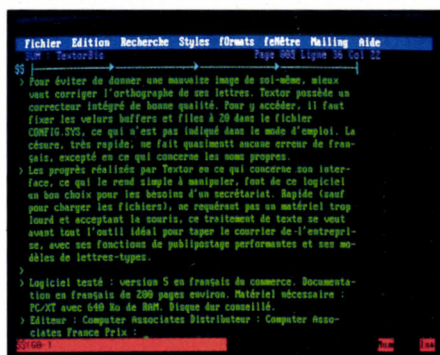 Fichier Edition Recherche Styles fOrmats feNêtre Mailing Aide
Page 003 Ligne 36 Col 22
§§
> Pour éviter de donner une mauvaise image de soi-même, mieux
vaut corriger l'orthographe de ses lettres. Textor possède un
correcteur intégré de bonne qualité. Pour y accéder, il faut
fixer les velurs buffers et files à 20 dans le fichier
CONFIG.SYS, ce qui n'est pas indiqué dans le mode d'emploi. La
césure, très rapide, ne fait quasimentt aucune erreur de fran-
çais, excepté en ce qui concerne les noms propres.
> Les progrès réalisés par Textor en ce qui concerne son inter-
face, ce qui le rend simple à manipuler, font de ce logiciel
un bon choix pour les besoins d'un secrétariat. Rapide (sauf
pour charger les fichiers), ne requérant pas un matériel trop
lourd et acceptant la souris, ce traitement de texte se veut
avant tout l'outil idéal pour taper le courrier de l'entrepri-
se, avec ses fonctions de publipostage performantes et ses mo-
dèles de lettres-types.
>
> Logiciel testé : version 5 en français du commerce. Documenta-
tion en français de 200 pages environ. Matériel nécessaire :
PC/XT avec 640 Ko de RAM. Disque dur conseillé.
> Editeur : Computer Associates Distributeur : Computer Asso-
ciates France Prix :
Num Ins